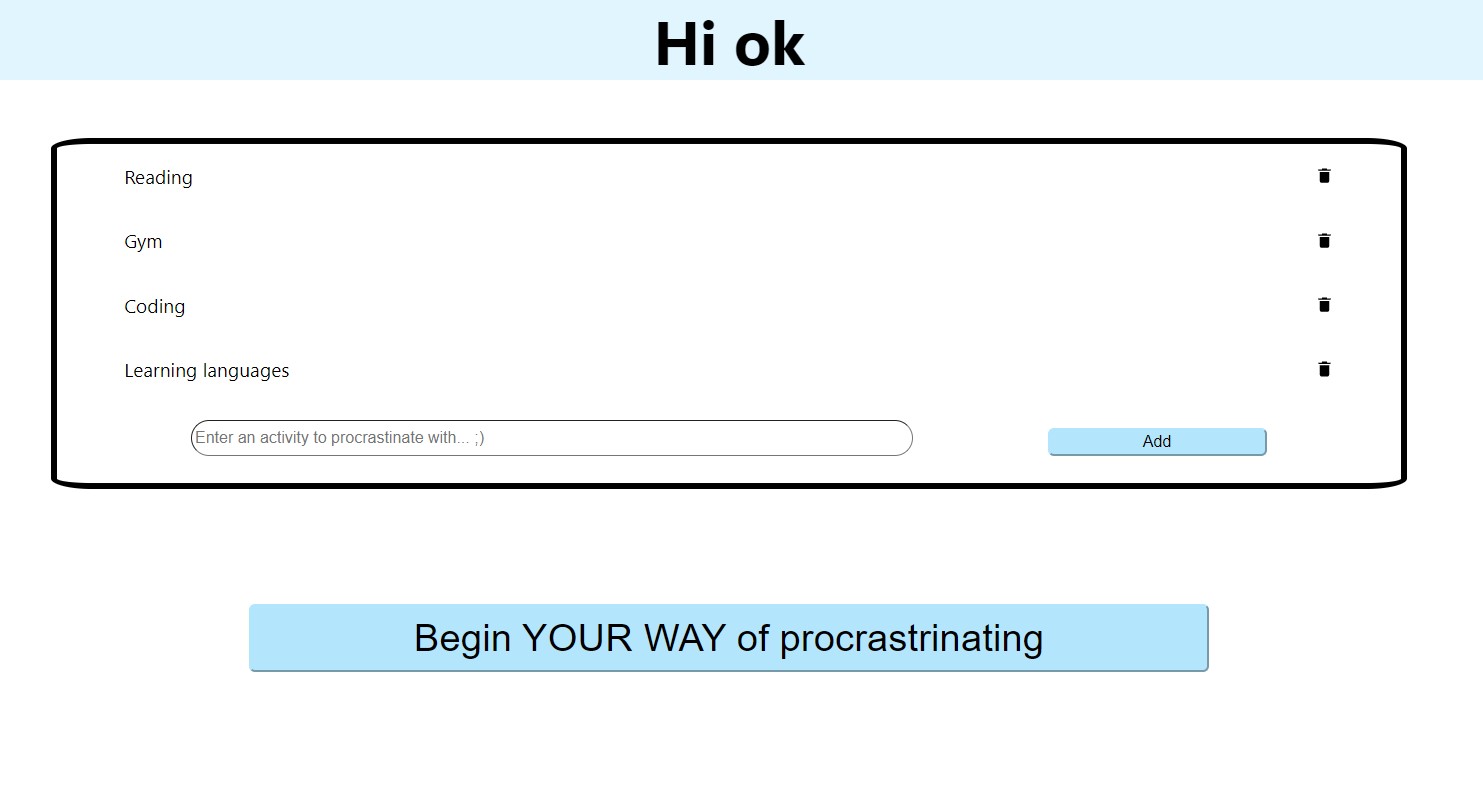 Hi ok
Reading
Gym
Coding
Learning languages
Enter an activity to procrastinate with... ;)
Add
Begin YOUR WAY of procrastrinating